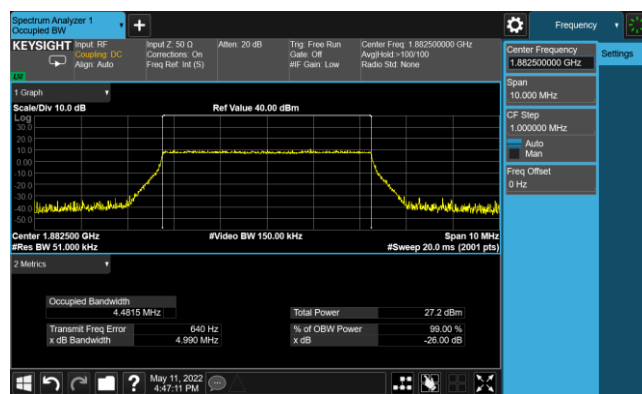 Spectrum Analyzer 1
Occupied BW
Frequency
KEYSIGHT
Input: RF
Coupling: DC
Align: Auto
Input Z: 50 Ω
Corrections: On
Freq Ref: Int (S)
Atten: 20 dB
Trig: Free Run
Gate: Off
#IF Gain: Low
Center Freq: 1.882500000 GHz
Avg|Hold:>100/100
Radio Std: None
Center Frequency
1.882500000 GHz
Settings
Span
10.000 MHz
CF Step
1.000000 MHz
Auto
Man
Freq Offset
0 Hz
1 Graph
Scale/Div 10.0 dB
Ref Value 40.00 dBm
Log
30.0
20.0
10.0
0.00
-10.0
-20.0
-30.0
-40.0
-50.0
Center 1.882500 GHz
#Video BW 150.00 kHz
Span 10 MHz
#Res BW 51.000 kHz
#Sweep 20.0 ms (2001 pts)
2 Metrics
Occupied Bandwidth
4.4815 MHz
Total Power 27.2 dBm
Transmit Freq Error 640 Hz
% of OBW Power 99.00 %
x dB Bandwidth 4.990 MHz
x dB -26.00 dB
May 11, 2022
4:47:11 PM